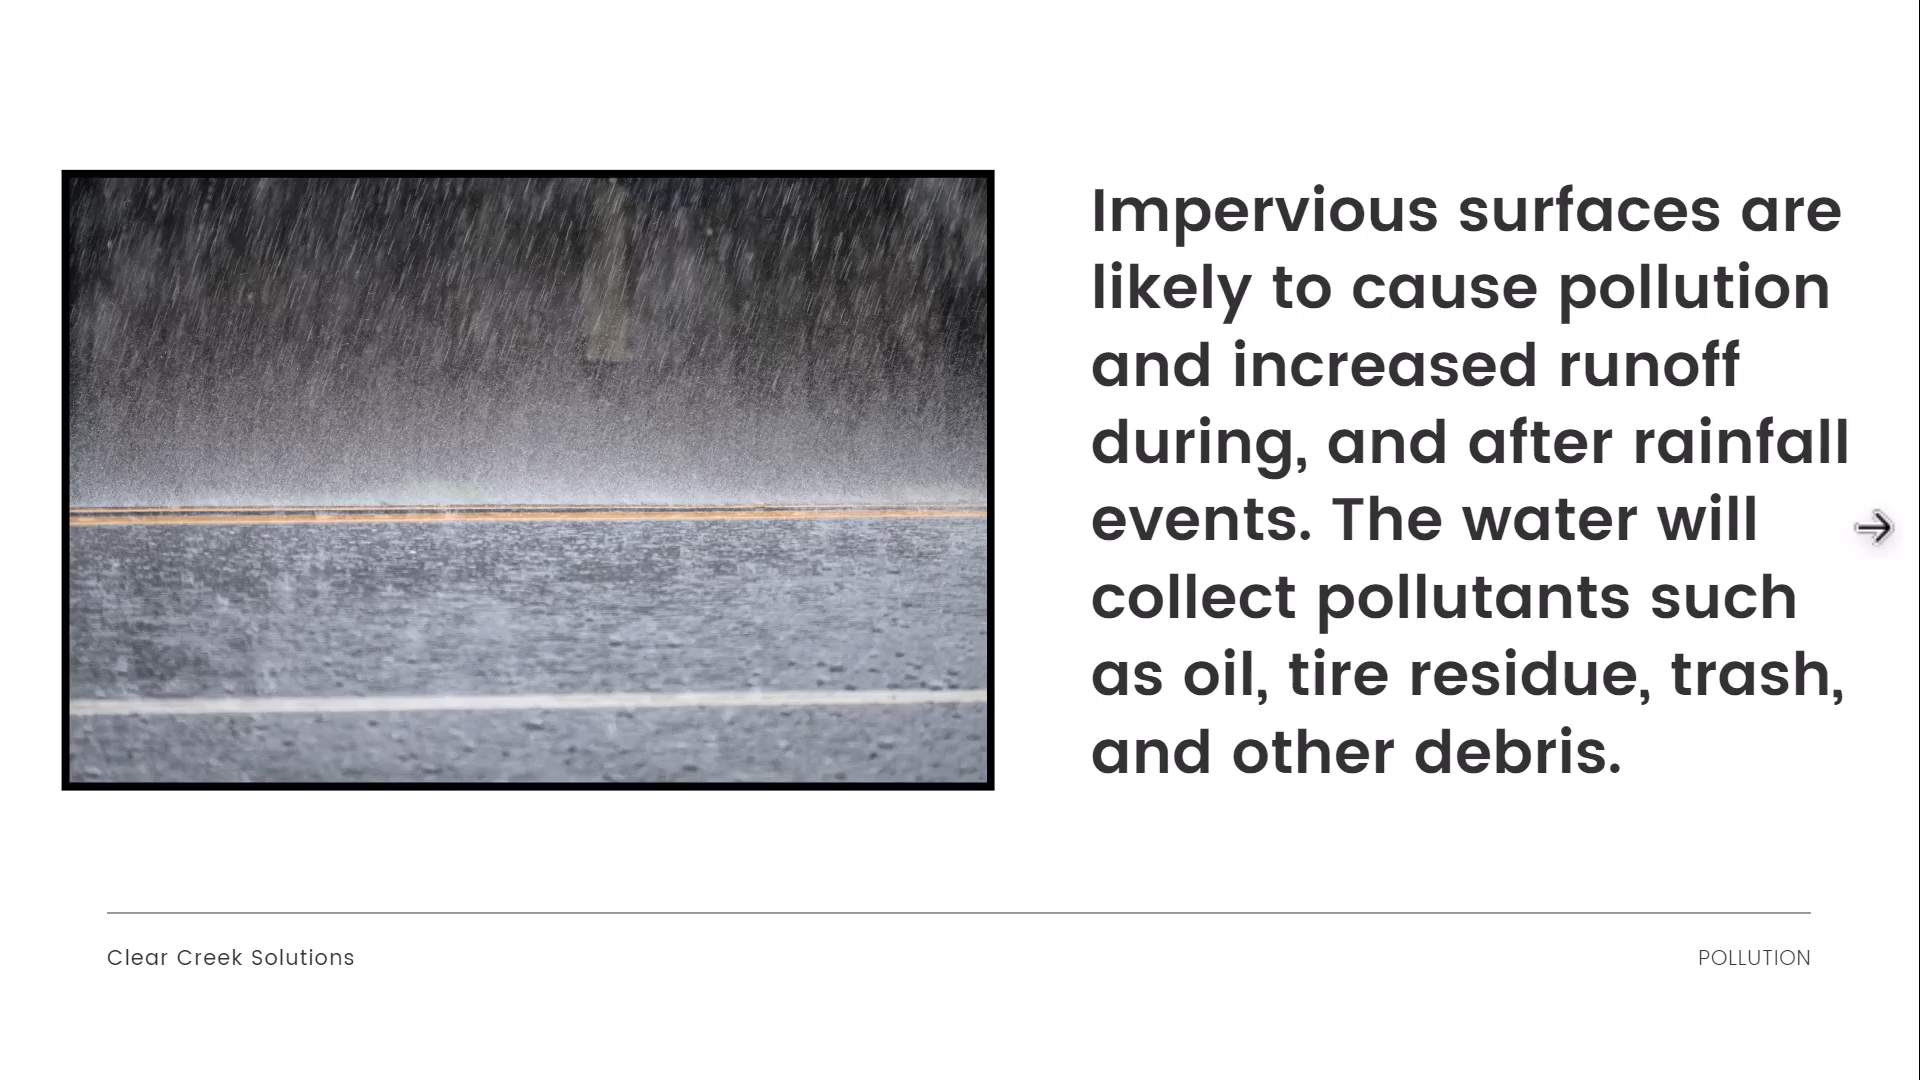 Impervious surfaces are
likely to cause pollution
and increased runoff
during, and after rainfall
events. The water will
collect pollutants such
as oil, tire residue, trash,
and other debris.
Clear Creek Solutions
POLLUTION